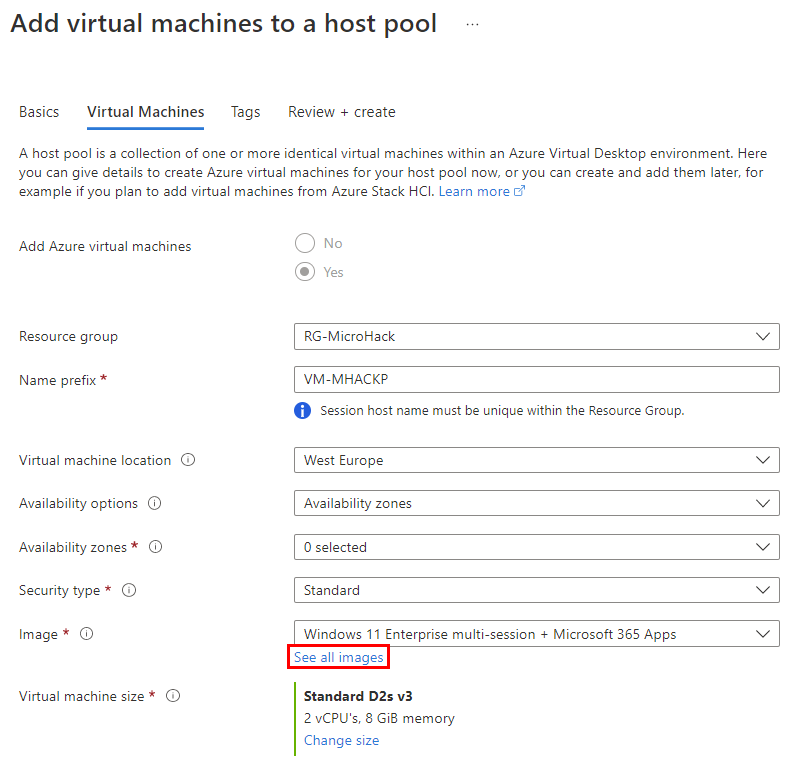 Add virtual machines to a host pool ...
Basics Virtual Machines Tags Review + create
A host pool is a collection of one or more identical virtual machines within an Azure Virtual Desktop environment. Here
you can give details to create Azure virtual machines for your host pool now, or you can create and add them later, for
example if you plan to add virtual machines from Azure Stack HCI. Learn more
Add Azure virtual machines
No
Yes
Resource group
RG-MicroHack
Name prefix *
VM-MHACKP
Session host name must be unique within the Resource Group.
Virtual machine location
West Europe
Availability options
Availability zones
Availability zones *
0 selected
Security type *
Standard
Image *
Windows 11 Enterprise multi-session + Microsoft 365 Apps
See all images
Virtual machine size *
Standard D2s v3
2 vCPU's, 8 GiB memory
Change size